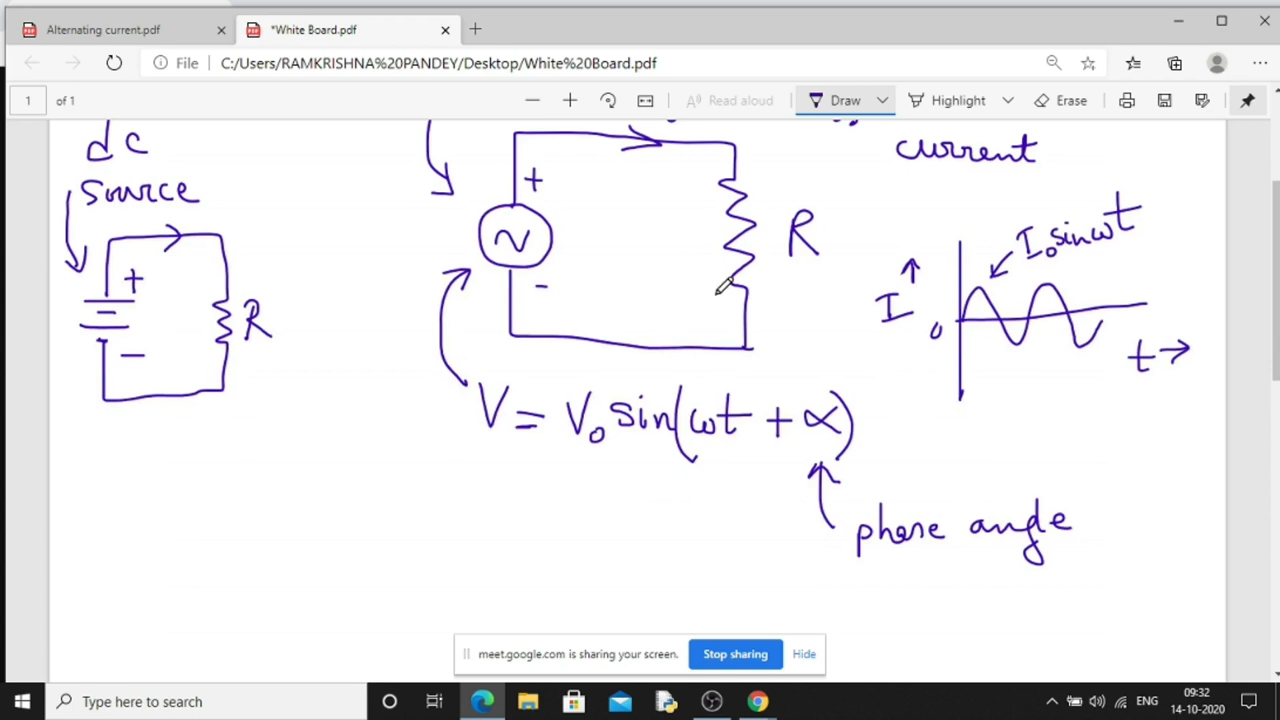 Alternating current.pdf
*White Board.pdf
File
C:/Users/RAMKRISHNA%20PANDEY/Desktop/White%20Board.pdf
1 of 1
Read aloud
Draw
Highlight
Erase
dc
source
+
−
R
+
-
R
current
I₀ sinωt
I
0
t →
V = V₀ sin(ωt + α)
phase angle
meet.google.com is sharing your screen.
Stop sharing
Hide
Type here to search
ENG
09:32
14-10-2020